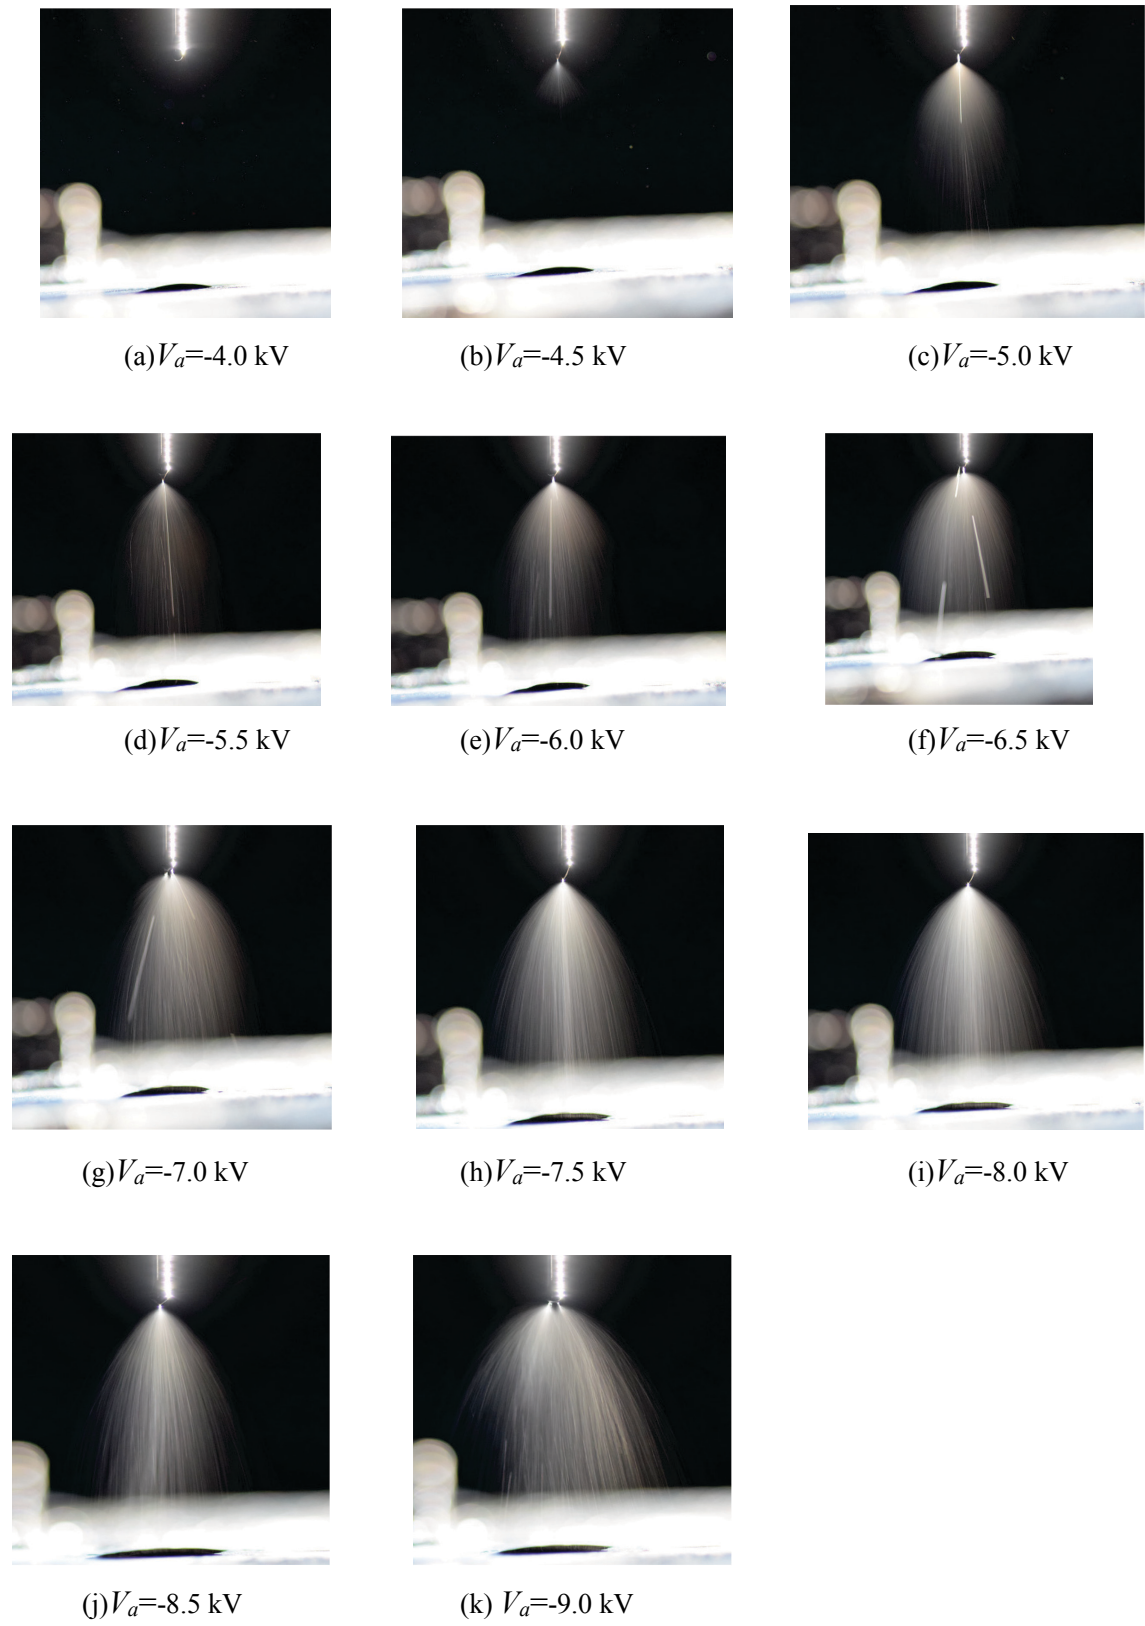 (a)Vₐ=-4.0 kV
(b)Vₐ=-4.5 kV
(c)Vₐ=-5.0 kV
(d)Vₐ=-5.5 kV
(e)Vₐ=-6.0 kV
(f)Vₐ=-6.5 kV
(g)Vₐ=-7.0 kV
(h)Vₐ=-7.5 kV
(i)Vₐ=-8.0 kV
(j)Vₐ=-8.5 kV
(k) Vₐ=-9.0 kV